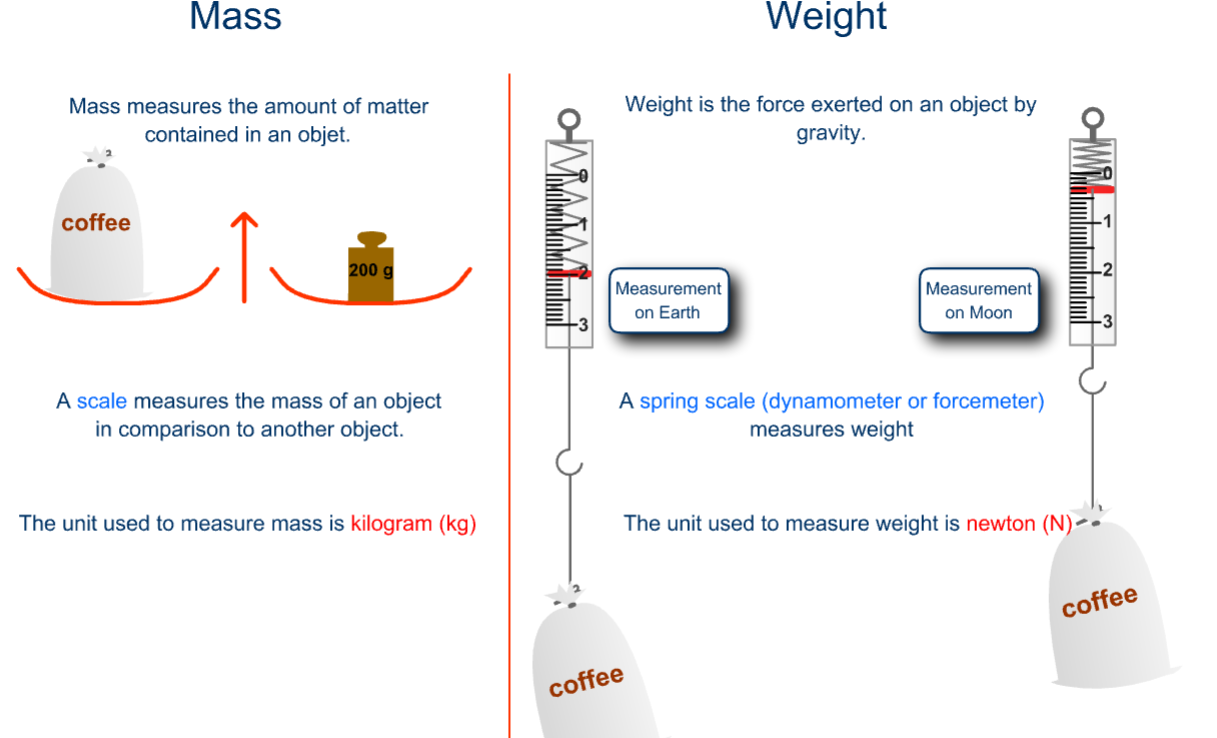 Mass
Mass measures the amount of matter
contained in an objet.
coffee
200 g
A scale measures the mass of an object
in comparison to another object.
The unit used to measure mass is kilogram (kg)
Weight
Weight is the force exerted on an object by
gravity.
0
1
2
3
Measurement
on Earth
Measurement
on Moon
0
1
2
3
A spring scale (dynamometer or forcemeter)
measures weight
The unit used to measure weight is newton (N)
coffee
coffee